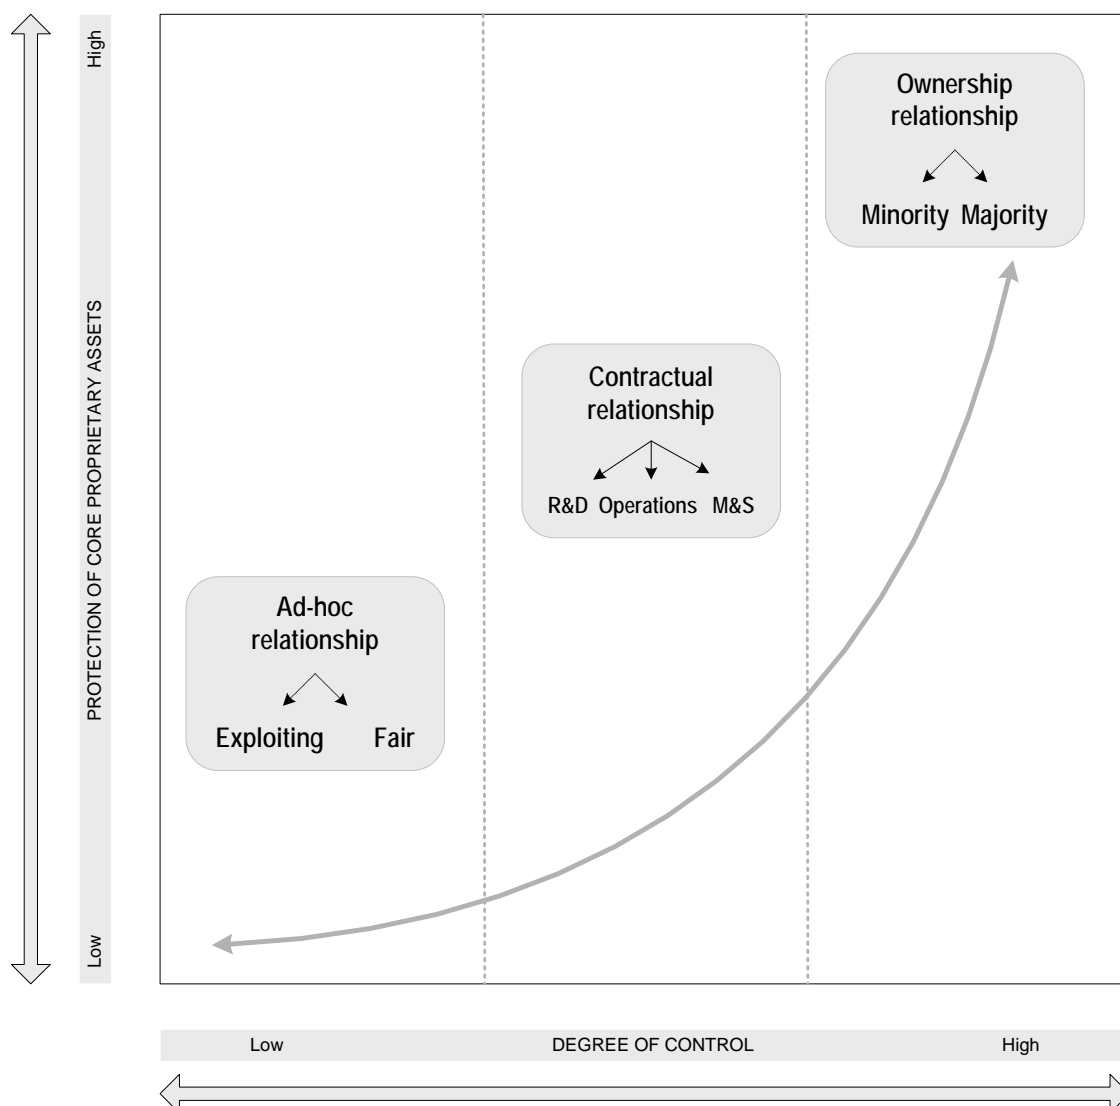 High
PROTECTION OF CORE PROPRIETARY ASSETS
Low
Ownership
relationship
Minority Majority
Contractual
relationship
R&D Operations M&S
Ad-hoc
relationship
Exploiting Fair
Low DEGREE OF CONTROL High